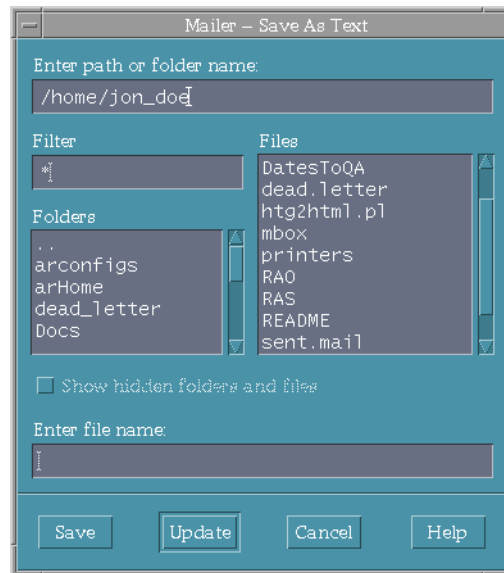 Mailer – Save As Text
Enter path or folder name:
/home/jon_doe
Filter
*
Folders
..
arconfigs
arHome
dead_letter
Docs
Files
DatesToQA
dead.letter
htg2html.pl
mbox
printers
RAO
RAS
README
sent.mail
Show hidden folders and files
Enter file name:
Save Update Cancel Help